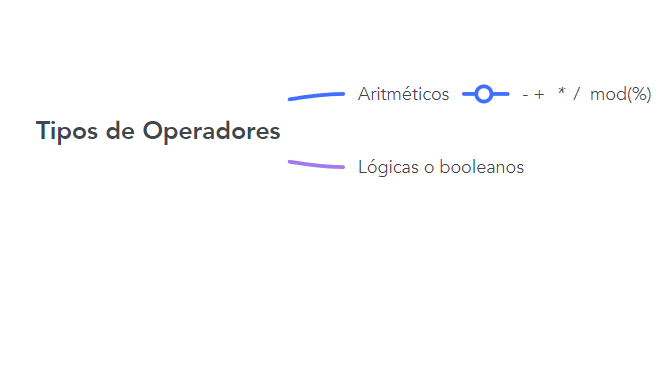 Aritméticos - + * / mod(%)
Tipos de Operadores
Lógicas o booleanos